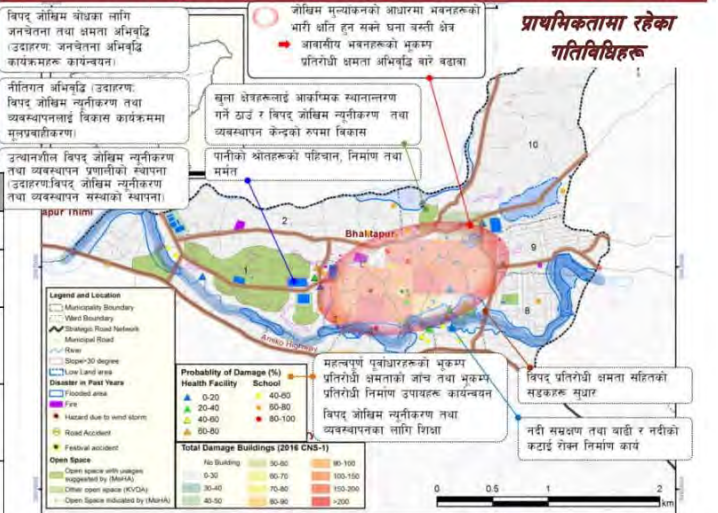 विपद् जोखिम बोधका लागि
जनचेतना तथा क्षमता अभिवृद्धि
(उदाहरण: जनचेतना अभिवृद्धि
कार्यक्रमहरू कार्यन्वयन)
जोखिम मुल्यांकनको आधारमा भवनहरूको
भारी क्षति हुन सक्ने घना वस्ती क्षेत्र
आवासीय भवनहरूको भूकम्प
प्रतिरोधी क्षमता अभिवृद्धि बारे बढावा
प्राथमिकतामा रहेका
गतिविधिहरू
नीतिगत अभिवृद्धि (उदाहरण:
विपद् जोखिम न्यूनीकरण तथा
व्यवस्थापनलाई विकास कार्यक्रममा
मूलप्रवाहीकरण)
खुला क्षेत्रहरूलाई आकष्मिक स्थानान्तरण
गर्ने ठाउं र विपद् जोखिम न्यूनीकरण तथा
व्यवस्थापन केन्द्रको रुपमा विकास
उत्थानशील विपद् जोखिम न्यूनीकरण
तथा व्यवस्थापन प्रणालीको स्थापना
(उदाहरण:विपद् जोखिम न्यूनीकरण
तथा व्यवस्थापन संस्थाको स्थापना)
पानीको श्रोतहरूको पहिचान, निर्माण तथा
मर्मत
10
apur Thimi
2
Bhaktapur
9
1
8
Araniko Highway
Legend and Location
Municipality Boundary
Ward Boundary
Strategic Road Network
Municipal Road
River
Slope>30 degree
Low Land area
Disaster in Past Years
Flooded area
Fire
Hazard due to wind storm
Road Accident
Festival accident
Open Space
Open space with usages
suggested by (MoHA)
Other open space (KVDA)
Open Space indicated by (MoHA)
Probablity of Damage (%)
Health Facility School
0-20 40-60
20-40 60-80
40-60 80-100
60-80
Total Damage Buildings (2016 CNS-1)
No Building 50-60 90-100
0-30 60-70 100-150
30-40 70-80 150-200
40-50 80-90 >200
महत्वपूर्ण पूर्वाधारहरूको भूकम्प
प्रतिरोधी क्षमताको जाँच तथा भूकम्प
प्रतिरोधी निर्माण उपायहरू कार्यन्वयन
विपद् जोखिम न्यूनीकरण तथा
व्यवस्थापनका लागि शिक्षा
विपद् प्रतिरोधी क्षमता सहितको
सडकहरू सुधार
नदी सम्रक्षण तथा बाढी र नदीको
कटाई रोक्न निर्माण कार्य
0 0.5 1 2
km